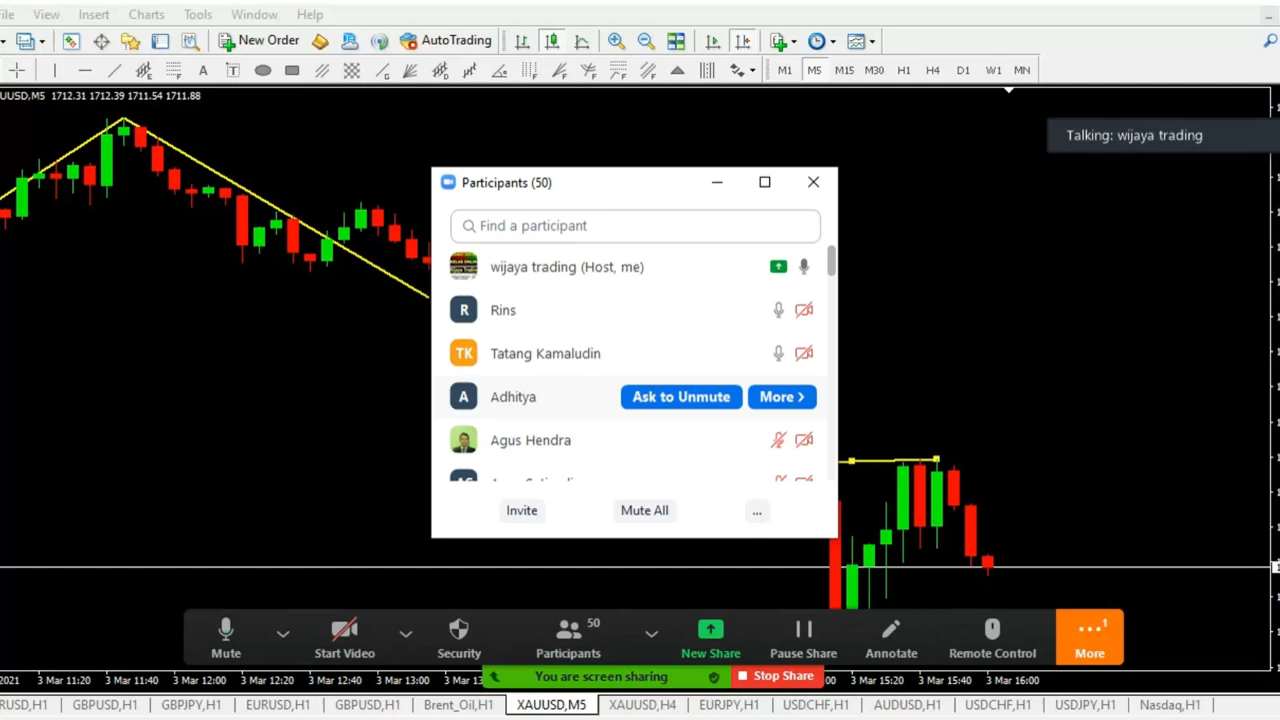 File View Insert Charts Tools Window Help
New Order AutoTrading
A T M1 M5 M15 M30 H1 H4 D1 W1 MN
UUSD,M5 1712.31 1712.39 1711.54 1711.88
Talking: wijaya trading
Participants (50)
Find a participant
wijaya trading (Host, me)
R Rins
TK Tatang Kamaludin
A Adhitya Ask to Unmute More >
Agus Hendra
Invite Mute All ...
50 1
Mute Start Video Security Participants New Share Pause Share Annotate Remote Control More
You are screen sharing Stop Share
2021 3 Mar 11:20 3 Mar 11:40 3 Mar 12:00 3 Mar 12:20 3 Mar 12:40 3 Mar 13:00 :00 3 Mar 15:20 3 Mar 15:40 3 Mar 16:00
RUSD,H1 GBPUSD,H1 GBPJPY,H1 EURUSD,H1 GBPUSD,H1 Brent_Oil,H1 XAUUSD,M5 XAUUSD,H4 EURJPY,H1 USDCHF,H1 AUDUSD,H1 USDCHF,H1 USDJPY,H1 Nasdaq,H1